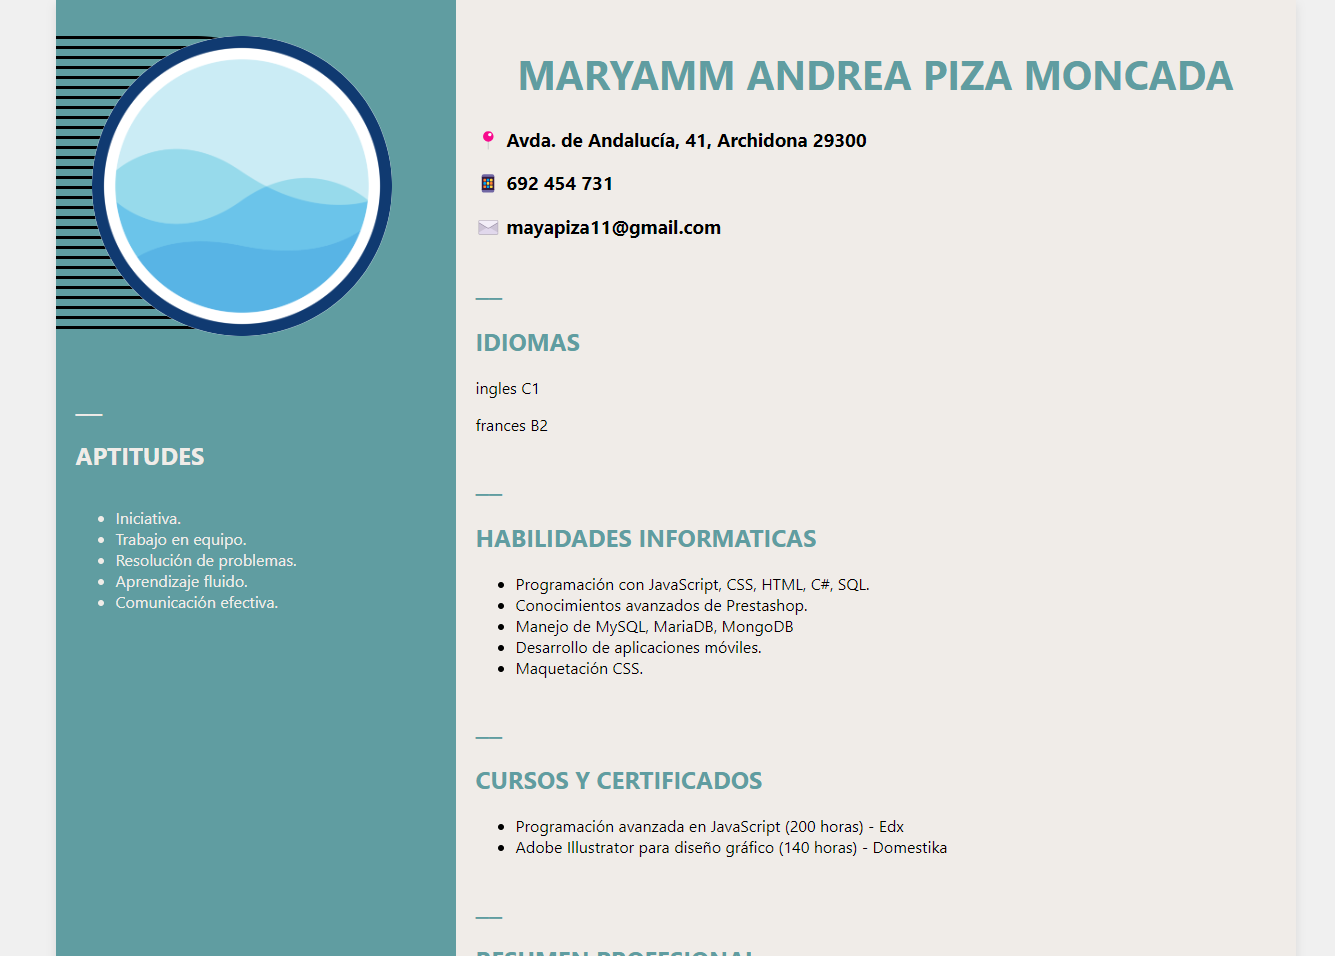 MARYAMM ANDREA PIZA MONCADA
Avda. de Andalucía, 41, Archidona 29300
692 454 731
mayapiza11@gmail.com
IDIOMAS
ingles C1
frances B2
HABILIDADES INFORMATICAS
Programación con JavaScript, CSS, HTML, C#, SQL.
Conocimientos avanzados de Prestashop.
Manejo de MySQL, MariaDB, MongoDB
Desarrollo de aplicaciones móviles.
Maquetación CSS.
CURSOS Y CERTIFICADOS
Programación avanzada en JavaScript (200 horas) - Edx
Adobe Illustrator para diseño gráfico (140 horas) - Domestika
RESUMEN PROFESIONAL
APTITUDES
Iniciativa.
Trabajo en equipo.
Resolución de problemas.
Aprendizaje fluido.
Comunicación efectiva.